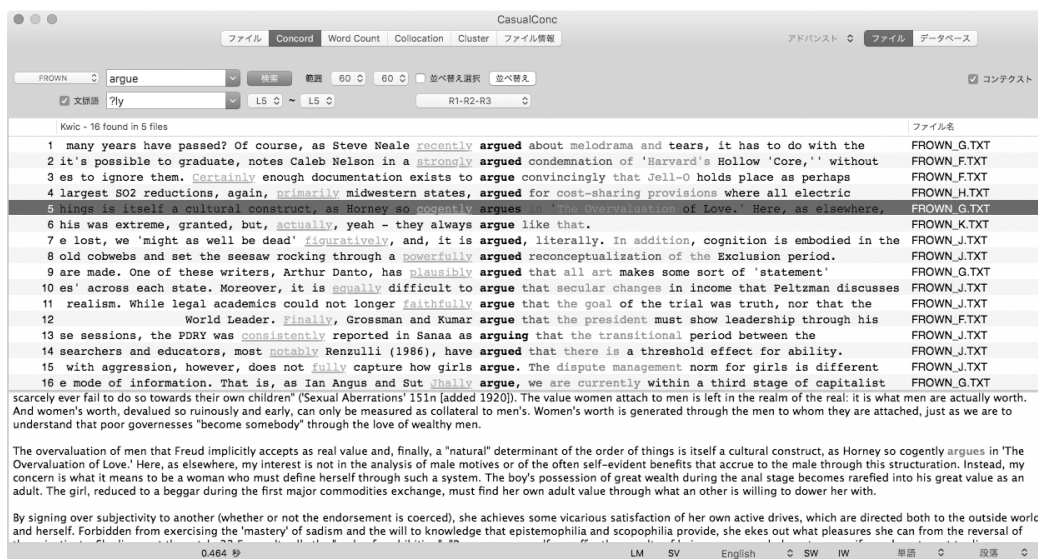 CasualConc
ファイル Concord Word Count Collocation Cluster ファイル情報 アドバンスト ファイル データベース
FROWN argue 検索 範囲 60 60 並べ替え選択 並べ替え コンテクスト
文脈語 ?ly L5 ~ L5 R1-R2-R3
Kwic - 16 found in 5 files ファイル名
1 many years have passed? Of course, as Steve Neale recently argued about melodrama and tears, it has to do with the FROWN_G.TXT
2 it's possible to graduate, notes Caleb Nelson in a strongly argued condemnation of 'Harvard's Hollow 'Core,'' without FROWN_F.TXT
3 es to ignore them. Certainly enough documentation exists to argue convincingly that Jell-O holds place as perhaps FROWN_F.TXT
4 largest SO2 reductions, again, primarily midwestern states, argued for cost-sharing provisions where all electric FROWN_H.TXT
5 hings is itself a cultural construct, as Horney so cogently argues in 'The Overvaluation of Love.' Here, as elsewhere, FROWN_G.TXT
6 his was extreme, granted, but, actually, yeah - they always argue like that. FROWN_K.TXT
7 e lost, we 'might as well be dead' figuratively, and, it is argued, literally. In addition, cognition is embodied in the FROWN_J.TXT
8 old cobwebs and set the seesaw rocking through a powerfully argued reconceptualization of the Exclusion period. FROWN_J.TXT
9 are made. One of these writers, Arthur Danto, has plausibly argued that all art makes some sort of 'statement' FROWN_G.TXT
10 es' across each state. Moreover, it is equally difficult to argue that secular changes in income that Peltzman discusses FROWN_J.TXT
11 realism. While legal academics could not longer faithfully argue that the goal of the trial was truth, nor that the FROWN_J.TXT
12 World Leader. Finally, Grossman and Kumar argue that the president must show leadership through his FROWN_F.TXT
13 se sessions, the PDRY was consistently reported in Sanaa as arguing that the transitional period between the FROWN_J.TXT
14 searchers and educators, most notably Renzulli (1986), have argued that there is a threshold effect for ability. FROWN_J.TXT
15 with aggression, however, does not fully capture how girls argue. The dispute management norm for girls is different FROWN_J.TXT
16 e mode of information. That is, as Ian Angus and Sut Jhally argue, we are currently within a third stage of capitalist FROWN_G.TXT
scarcely ever fail to do so towards their own children" ('Sexual Aberrations' 151n [added 1920]). The value women attach to men is left in the realm of the real: it is what men are actually worth.
And women's worth, devalued so ruinously and early, can only be measured as collateral to men's. Women's worth is generated through the men to whom they are attached, just as we are to
understand that poor governesses "become somebody" through the love of wealthy men.
The overvaluation of men that Freud implicitly accepts as real value and, finally, a "natural" determinant of the order of things is itself a cultural construct, as Horney so cogently argues in 'The
Overvaluation of Love.' Here, as elsewhere, my interest is not in the analysis of male motives or of the often self-evident benefits that accrue to the male through this structuration. Instead, my
concern is what it means to be a woman who must define herself through such a system. The boy's possession of great wealth during the anal stage becomes rarefied into his great value as an
adult. The girl, reduced to a beggar during the first major commodities exchange, must find her own adult value through what an other is willing to dower her with.
By signing over subjectivity to another (whether or not the endorsement is coerced), she achieves some vicarious satisfaction of her own active drives, which are directed both to the outside world
and herself. Forbidden from exercising the 'mastery' of sadism and the will to knowledge that epistemophilia and scopophilia provide, she ekes out what pleasures she can from the reversal of
0.464 秒 LM SV English SW IW 単語 段落